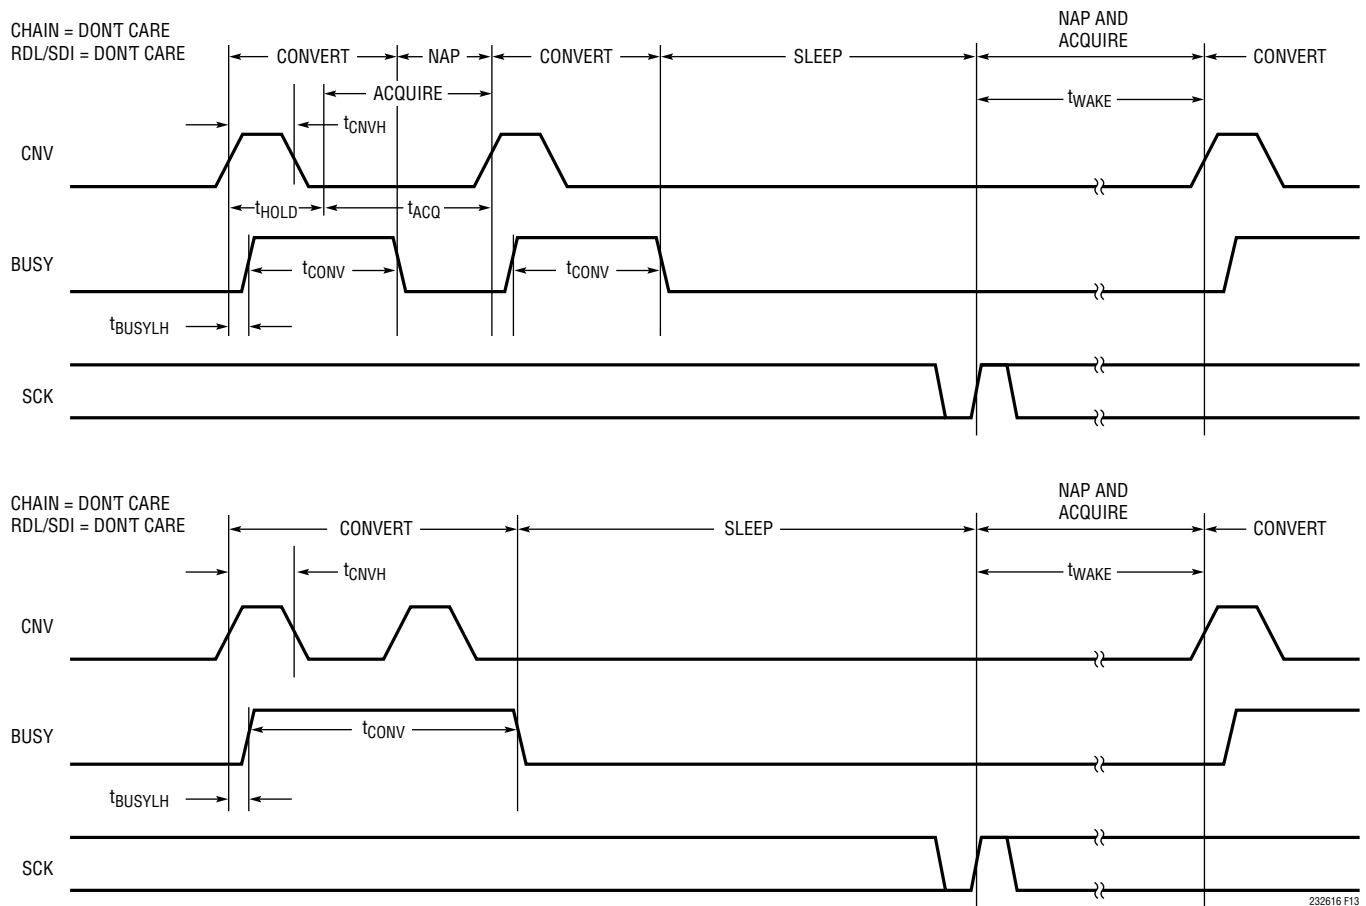 CHAIN = DON'T CARE
RDL/SDI = DON'T CARE
NAP AND
ACQUIRE
CONVERT
NAP
CONVERT
SLEEP
CONVERT
ACQUIRE
tWAKE
tCNVH
CNV
tHOLD
tACQ
BUSY
tCONV
tCONV
tBUSYLH
SCK
CHAIN = DON'T CARE
RDL/SDI = DON'T CARE
NAP AND
ACQUIRE
CONVERT
SLEEP
CONVERT
tCNVH
tWAKE
CNV
BUSY
tCONV
tBUSYLH
SCK
232616 F13